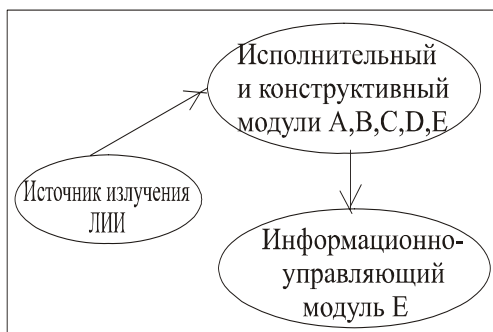 Исполнительный
и конструктивный
модули А,В,С,D,Е
Источник излучения
ЛИИ
Информационно-
управляющий
модуль Е